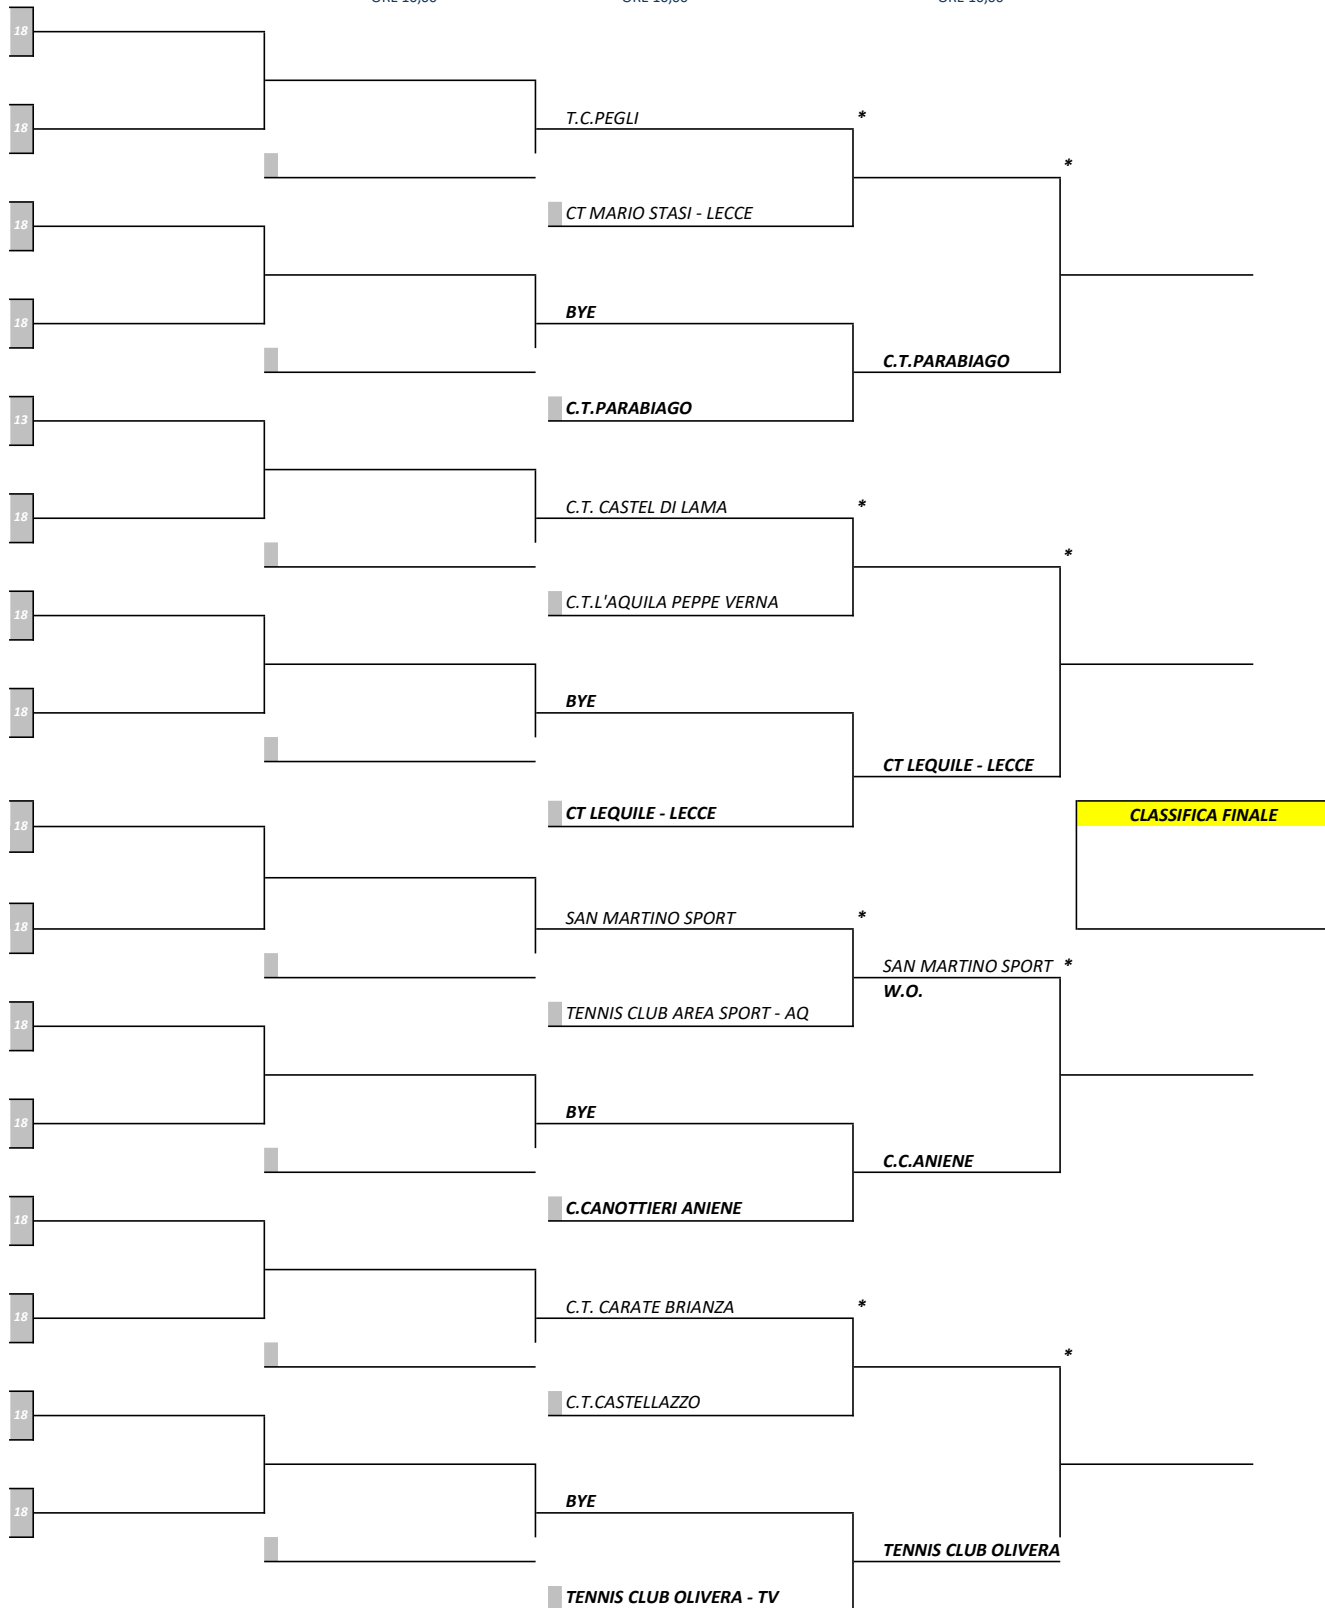 18
18
T.C.PEGLI *
*
18
CT MARIO STASI - LECCE
18
BYE
C.T.PARABIAGO
13
C.T.PARABIAGO
18
C.T. CASTEL DI LAMA *
*
18
C.T.L'AQUILA PEPPE VERNA
18
BYE
CT LEQUILE - LECCE
18
CT LEQUILE - LECCE
CLASSIFICA FINALE
18
SAN MARTINO SPORT *
SAN MARTINO SPORT *
W.O.
18
TENNIS CLUB AREA SPORT - AQ
18
BYE
C.C.ANIENE
18
C.CANOTTIERI ANIENE
18
C.T. CARATE BRIANZA *
*
18
C.T.CASTELLAZZO
18
BYE
TENNIS CLUB OLIVERA
TENNIS CLUB OLIVERA - TV